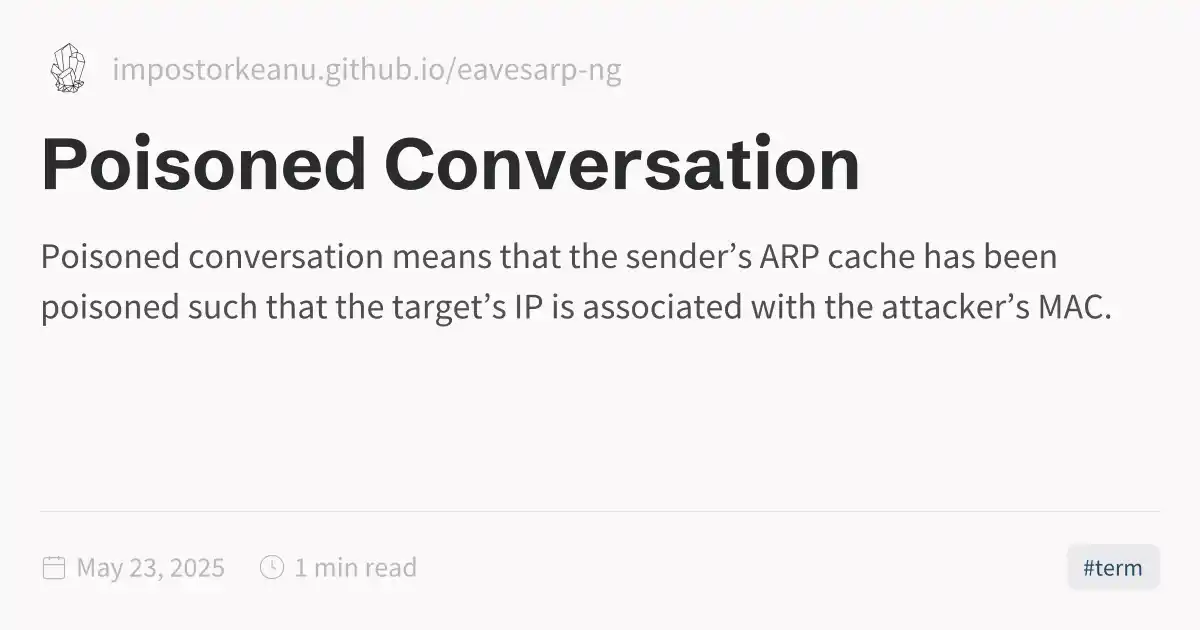 impostorkeanu.github.io/eavesarp-ng
Poisoned Conversation
Poisoned conversation means that the sender’s ARP cache has been
poisoned such that the target’s IP is associated with the attacker’s MAC.
May 23, 2025 1 min read
#term